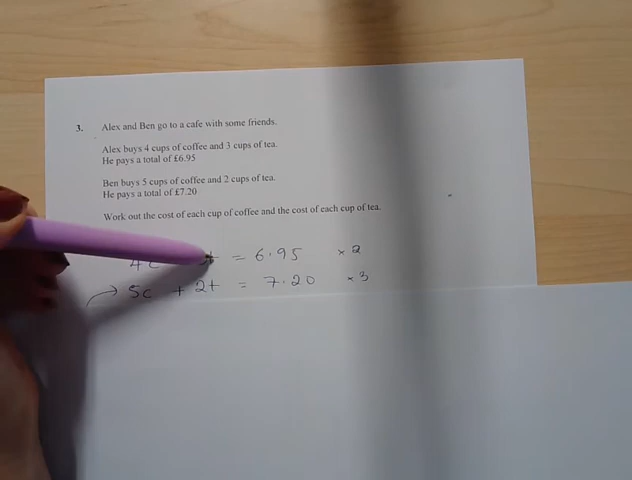 3. Alex and Ben go to a cafe with some friends.
Alex buys 4 cups of coffee and 3 cups of tea.
He pays a total of £6.95
Ben buys 5 cups of coffee and 2 cups of tea.
He pays a total of £7.20
Work out the cost of each cup of coffee and the cost of each cup of tea.
4c t = 6.95 ×2
→ 5c + 2t = 7.20 ×3